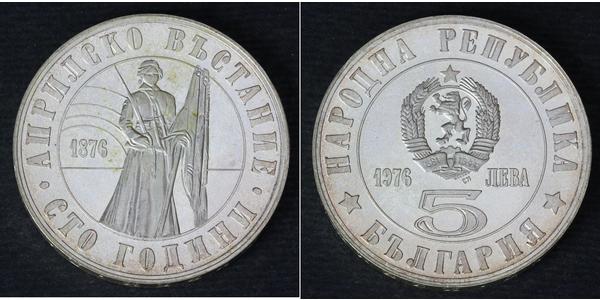 АПРИЛСКО ВЪСТАНИЕ
1876
СТО ГОДИНИ
НАРОДНА РЕПУБЛИКА
1976 ЛЕВА
5
БЪЛГАРИЯ